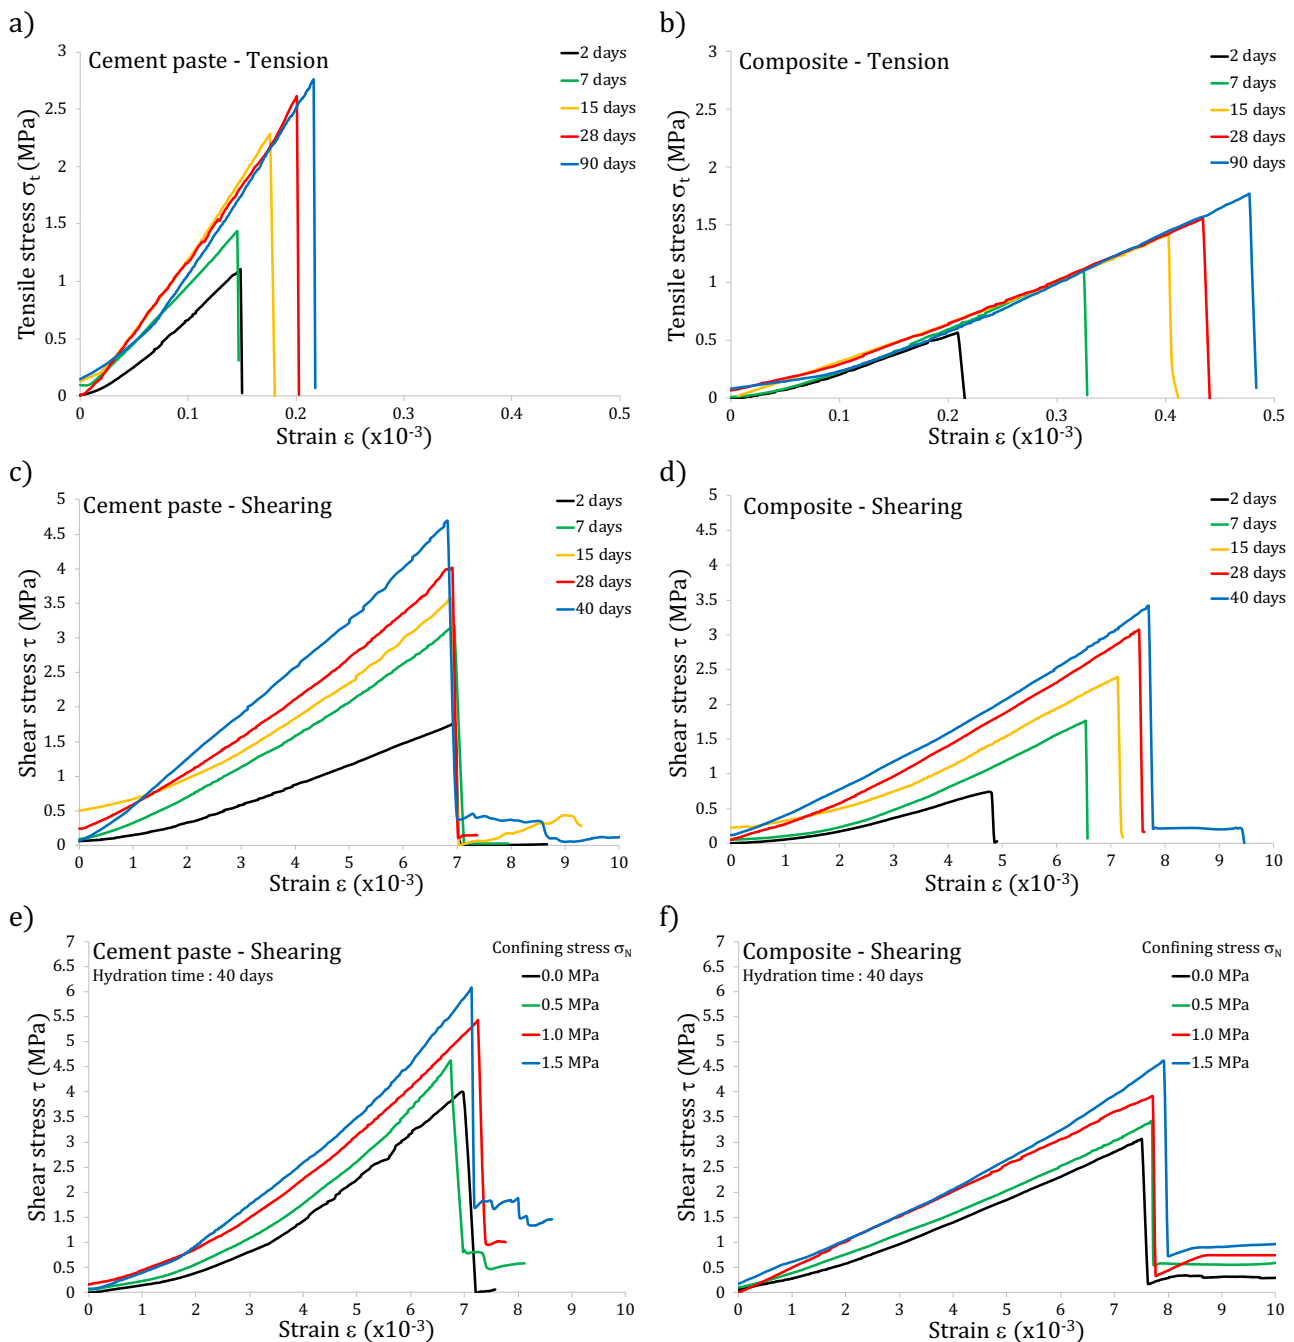 a)
Cement paste - Tension
2 days
7 days
15 days
28 days
90 days
Tensile stress σt (MPa)
3
2.5
2
1.5
1
0.5
0
0 0.1 0.2 0.3 0.4 0.5
Strain ε (x10-3)
b)
Composite - Tension
2 days
7 days
15 days
28 days
90 days
Tensile stress σt (MPa)
3
2.5
2
1.5
1
0.5
0
0 0.1 0.2 0.3 0.4 0.5
Strain ε (x10-3)
c)
Cement paste - Shearing
2 days
7 days
15 days
28 days
40 days
Shear stress τ (MPa)
5
4.5
4
3.5
3
2.5
2
1.5
1
0.5
0
0 1 2 3 4 5 6 7 8 9 10
Strain ε (x10-3)
d)
Composite - Shearing
2 days
7 days
15 days
28 days
40 days
Shear stress τ (MPa)
5
4.5
4
3.5
3
2.5
2
1.5
1
0.5
0
0 1 2 3 4 5 6 7 8 9 10
Strain ε (x10-3)
e)
Cement paste - Shearing
Hydration time : 40 days
Confining stress σN
0.0 MPa
0.5 MPa
1.0 MPa
1.5 MPa
Shear stress τ (MPa)
7
6.5
6
5.5
5
4.5
4
3.5
3
2.5
2
1.5
1
0.5
0
0 1 2 3 4 5 6 7 8 9 10
Strain ε (x10-3)
f)
Composite - Shearing
Hydration time : 40 days
Confining stress σN
0.0 MPa
0.5 MPa
1.0 MPa
1.5 MPa
Shear stress τ (MPa)
7
6.5
6
5.5
5
4.5
4
3.5
3
2.5
2
1.5
1
0.5
0
0 1 2 3 4 5 6 7 8 9 10
Strain ε (x10-3)